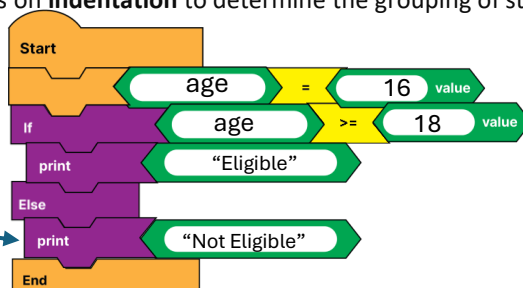 s on indentation to determine the grouping of s
Start
age = 16 value
If age >= 18 value
print “Eligible”
Else
print “Not Eligible”
End